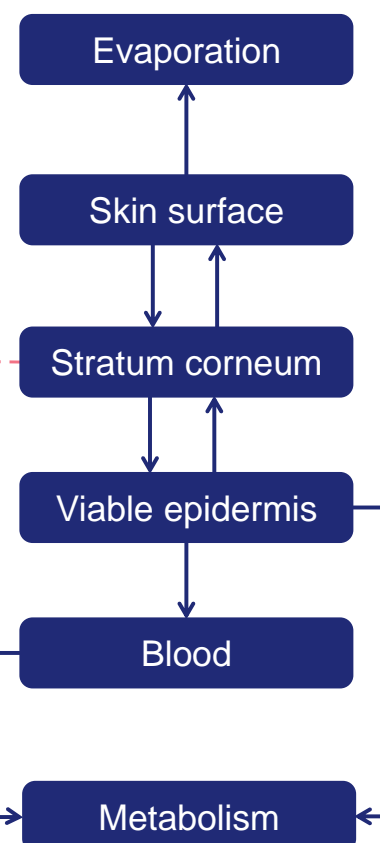 Evaporation
Skin surface
Stratum corneum
Viable epidermis
Blood
Metabolism